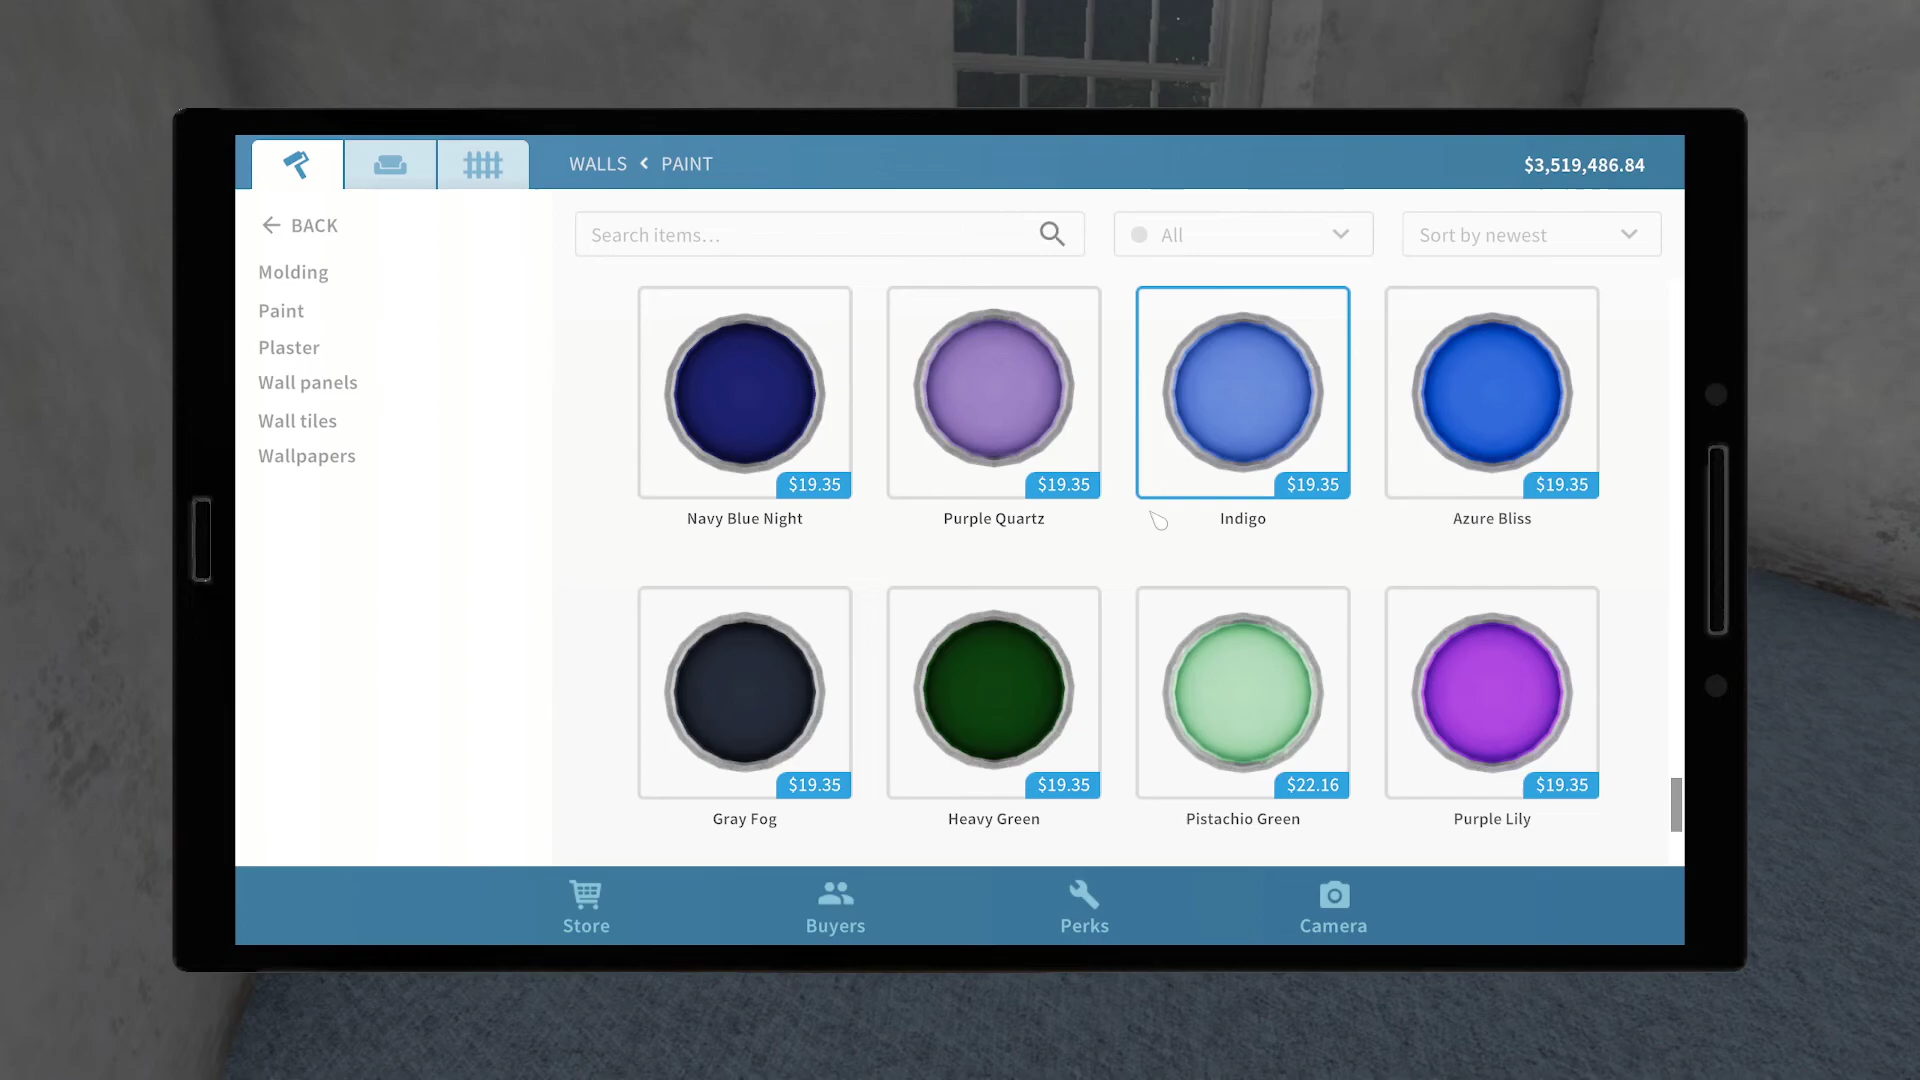 WALLS < PAINT
$3,519,486.84
BACK
Molding
Paint
Plaster
Wall panels
Wall tiles
Wallpapers
Search items...
All
Sort by newest
$19.35
$19.35
$19.35
$19.35
Navy Blue Night
Purple Quartz
Indigo
Azure Bliss
$19.35
$19.35
$22.16
$19.35
Gray Fog
Heavy Green
Pistachio Green
Purple Lily
Store
Buyers
Perks
Camera